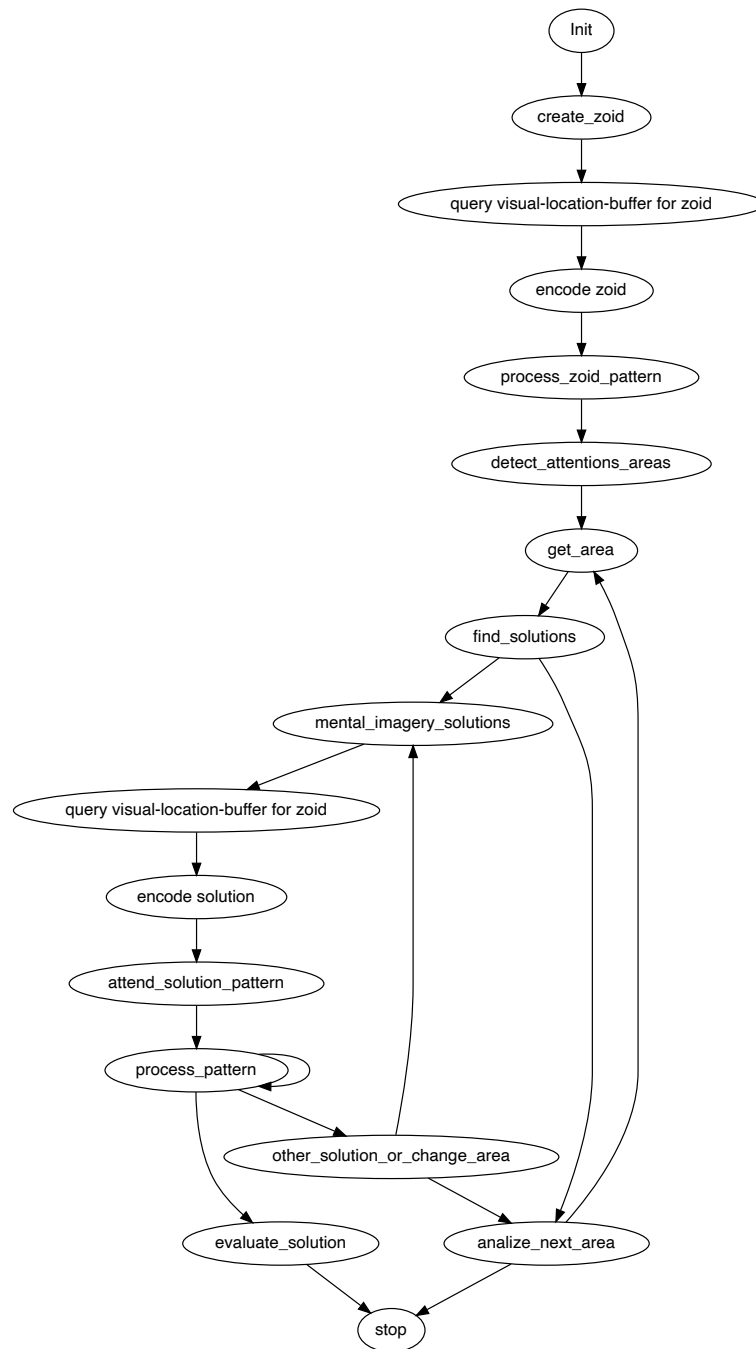 Init
create_zoid
query visual-location-buffer for zoid
encode zoid
process_zoid_pattern
detect_attentions_areas
get_area
find_solutions
mental_imagery_solutions
query visual-location-buffer for zoid
encode solution
attend_solution_pattern
process_pattern
other_solution_or_change_area
evaluate_solution
analize_next_area
stop